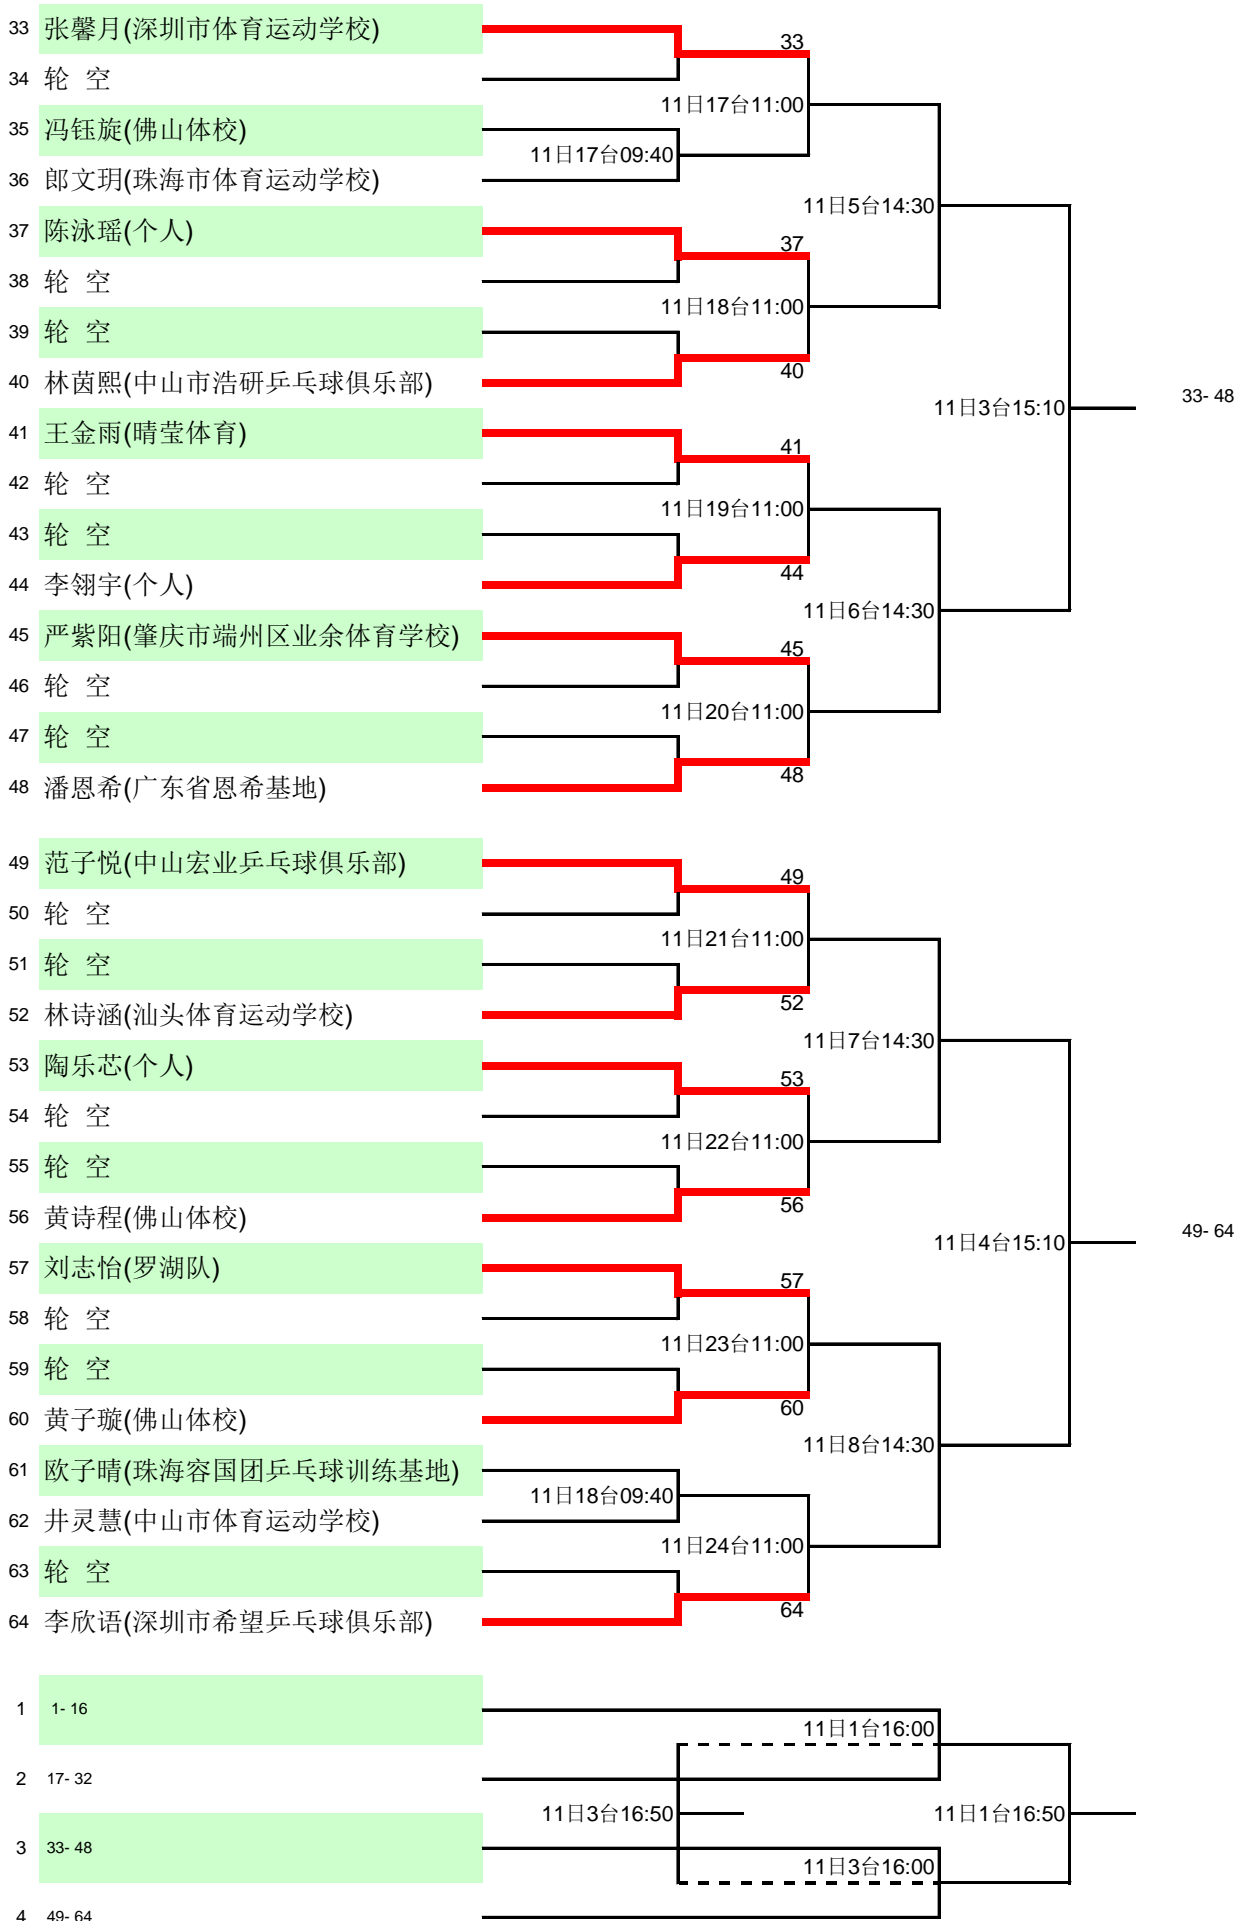 33 张馨月(深圳市体育运动学校)
33
34 轮 空
11日17台11:00
35 冯钰旋(佛山体校)
11日17台09:40
36 郎文玥(珠海市体育运动学校)
11日5台14:30
37 陈泳瑶(个人)
37
38 轮 空
11日18台11:00
39 轮 空
40
40 林茵熙(中山市浩研乒乓球俱乐部)
33-48
11日3台15:10
41 王金雨(晴莹体育)
41
42 轮 空
11日19台11:00
43 轮 空
44
44 李翎宇(个人)
11日6台14:30
45 严紫阳(肇庆市端州区业余体育学校)
45
46 轮 空
11日20台11:00
47 轮 空
48
48 潘恩希(广东省恩希基地)
49 范子悦(中山宏业乒乓球俱乐部)
49
50 轮 空
11日21台11:00
51 轮 空
52
52 林诗涵(汕头体育运动学校)
11日7台14:30
53 陶乐芯(个人)
53
54 轮 空
11日22台11:00
55 轮 空
56
56 黄诗程(佛山体校)
49-64
11日4台15:10
57 刘志怡(罗湖队)
57
58 轮 空
11日23台11:00
59 轮 空
60
60 黄子璇(佛山体校)
11日8台14:30
61 欧子晴(珠海容国团乒乓球训练基地)
11日18台09:40
62 井灵慧(中山市体育运动学校)
11日24台11:00
63 轮 空
64
64 李欣语(深圳市希望乒乓球俱乐部)
1 1-16
11日1台16:00
2 17-32
11日3台16:50
11日1台16:50
3 33-48
11日3台16:00
4 49-64